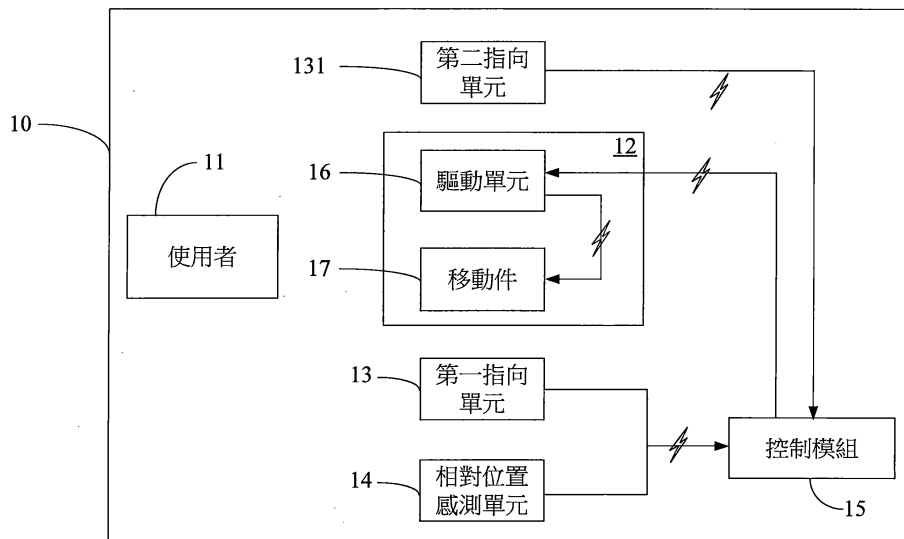 131
第二指向
單元
10
12
11
16
驅動單元
使用者
17
移動件
13
第一指向
單元
控制模組
14
相對位置
感測單元
15